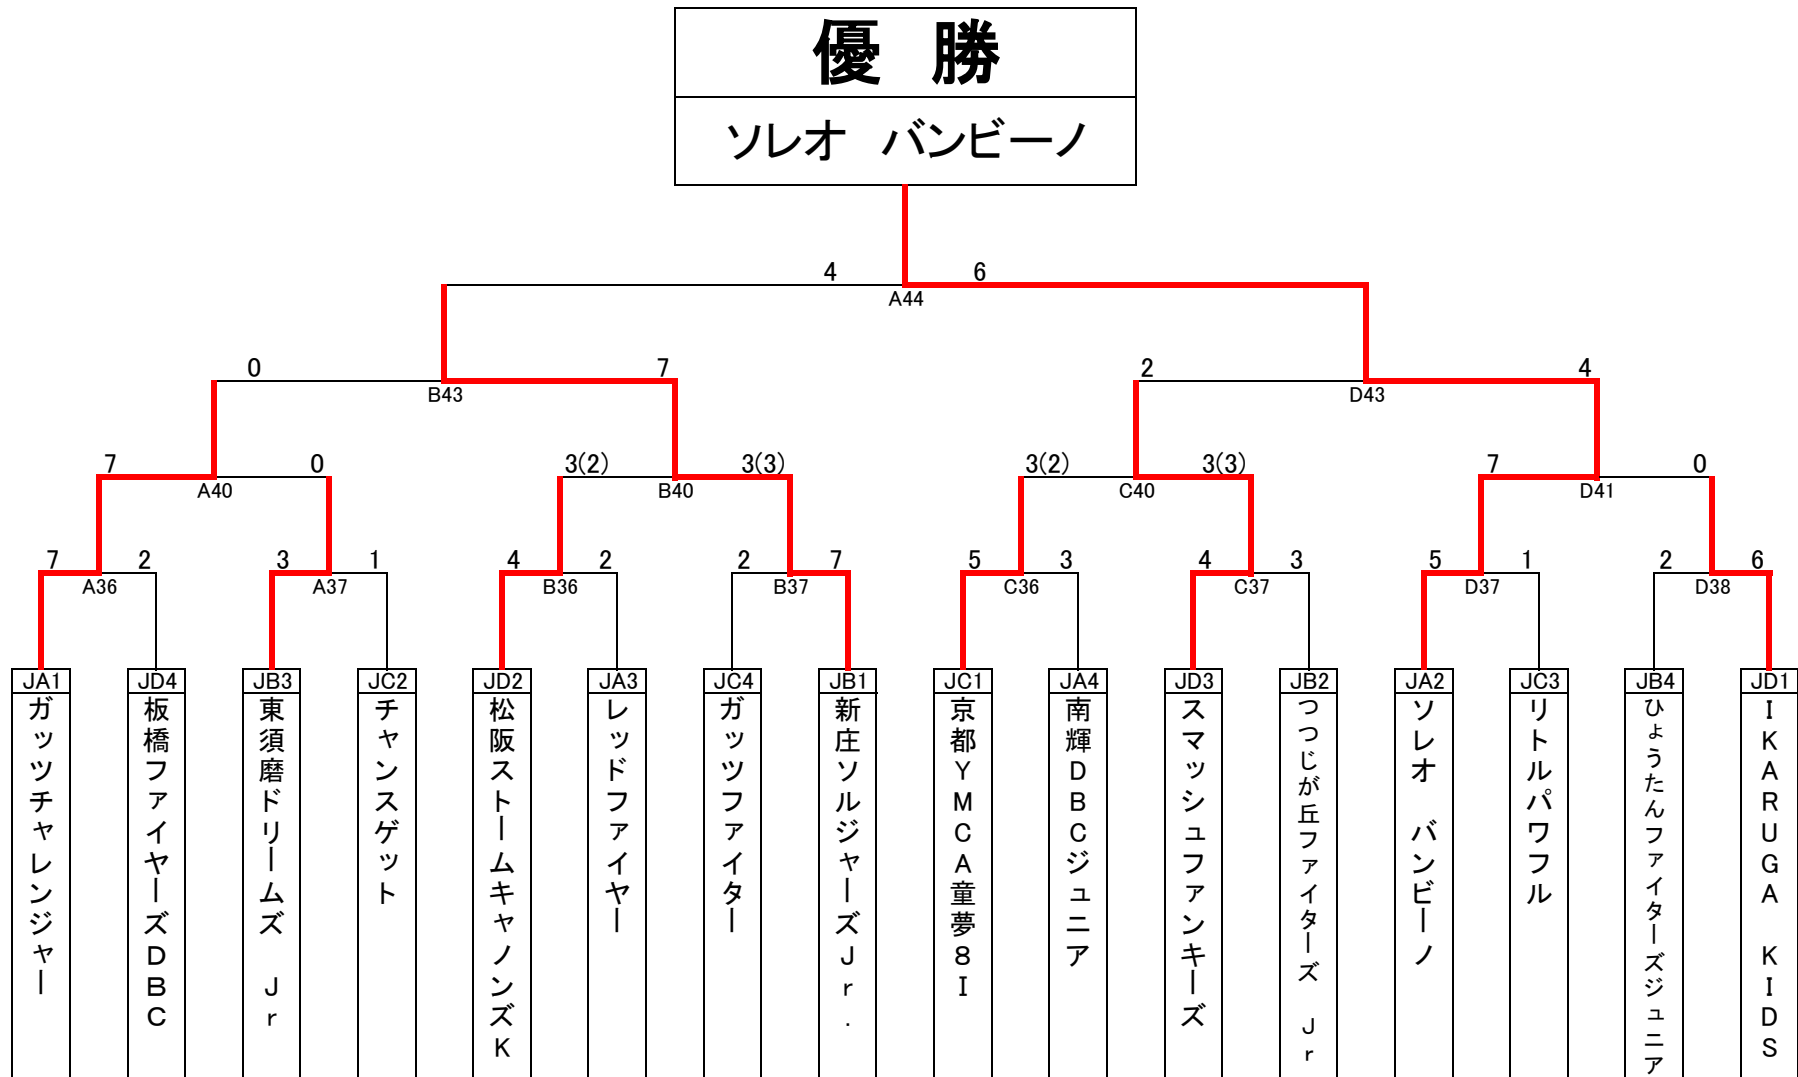 優　勝
ソレオ　バンビーノ
4 6
A44
0 7 2 4
B43 D43
7 0 3(2) 3(3) 3(2) 3(3) 7 0
A40 B40 C40 D41
7 2 3 1 4 2 2 7 5 3 4 3 5 1 2 6
A36 A37 B36 B37 C36 C37 D37 D38
JA1 JD4 JB3 JC2 JD2 JA3 JC4 JB1 JC1 JA4 JD3 JB2 JA2 JC3 JB4 JD1
ガッツチャレンジャー
板橋ファイヤーズDBC
東須磨ドリームズ　Jr
チャンスゲット
松阪ストームキャノンズK
レッドファイヤー
ガッツファイター
新庄ソルジャーズJr.
京都YMCA童夢8I
南輝DBCジュニア
スマッシュファンキーズ
つつじが丘ファイターズ　Jr
ソレオ　バンビーノ
リトルパワフル
ひょうたんファイターズジュニア
IKARUGA　KIDS